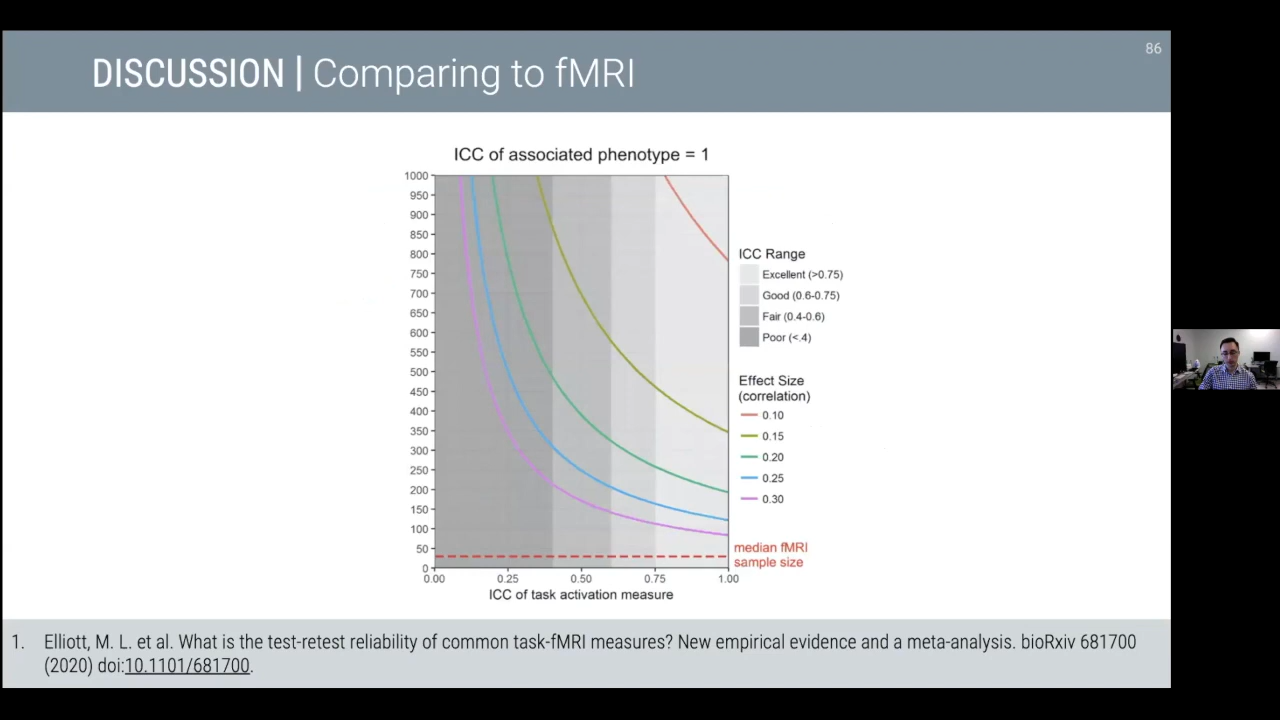 86
DISCUSSION | Comparing to fMRI
ICC of associated phenotype = 1
1000
950
900
850
800
750
700
650
600
550
500
450
400
350
300
250
200
150
100
50
0
0.00 0.25 0.50 0.75 1.00
ICC of task activation measure
ICC Range
Excellent (>0.75)
Good (0.6-0.75)
Fair (0.4-0.6)
Poor (<.4)
Effect Size
(correlation)
0.10
0.15
0.20
0.25
0.30
median fMRI
sample size
1. Elliott, M. L. et al. What is the test-retest reliability of common task-fMRI measures? New empirical evidence and a meta-analysis. bioRxiv 681700
(2020) doi:10.1101/681700.